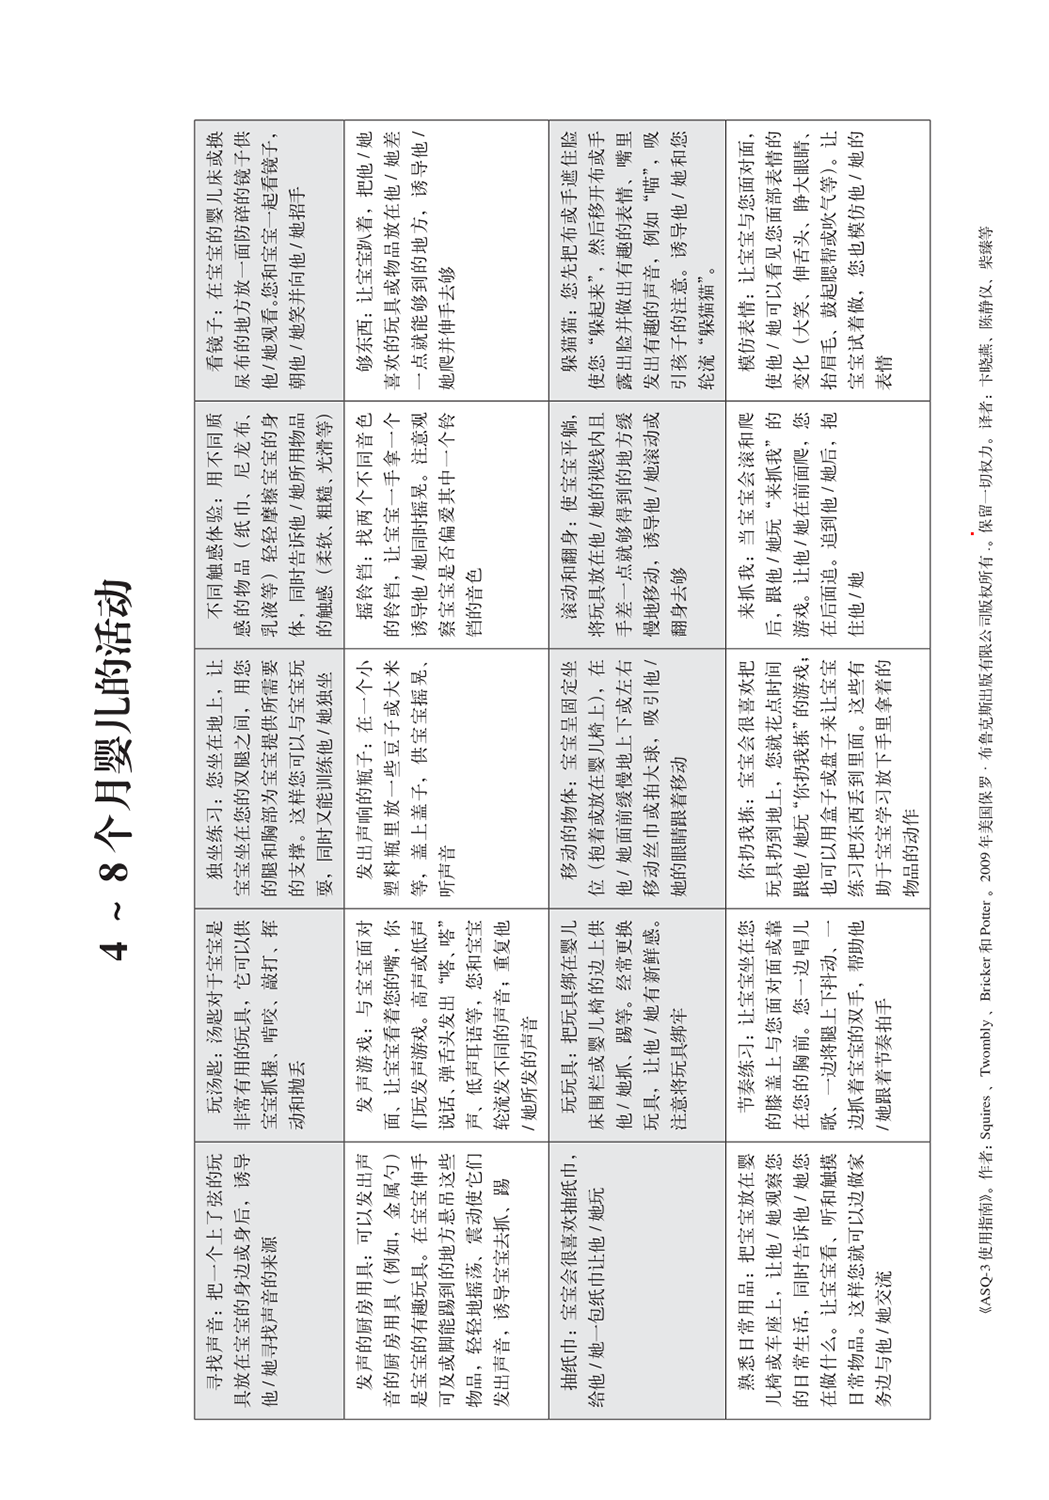 4 ~ 8 个月婴儿的活动
寻找声音：把一个上了弦的玩
具放在宝宝的身边或身后，诱导
他 / 她寻找声音的来源
玩汤匙：汤匙对于宝宝是
非常有用的玩具，它可以供
宝宝抓握、啃咬、敲打、挥
动和抛丢
独坐练习：您坐在地上，让
宝宝坐在您的双腿之间，用您
的腿和胸部为宝宝提供所需要
的支撑。这样您可以与宝宝玩
耍，同时又能训练他 / 她独坐
不同触感体验：用不同质
感的物品（纸巾、尼龙布、
乳液等）轻轻摩擦宝宝的身
体，同时告诉他 / 她所用物品
的触感（柔软、粗糙、光滑等）
看镜子：在宝宝的婴儿床或换
尿布的地方放一面防碎的镜子供
他 / 她观看。您和宝宝一起看镜子，
朝他 / 她笑并向他 / 她招手
发声的厨房用具：可以发出声
音的厨房用具（例如，金属勺）
是宝宝的有趣玩具。在宝宝伸手
可及或脚能踢到的地方悬吊这些
物品，轻轻地摇荡、震动使它们
发出声音，诱导宝宝去抓、踢
发声游戏：与宝宝面对
面，让宝宝看着您的嘴，你
们玩发声游戏。高声或低声
说话、弹舌头发出“嗒、嗒”
声、低声耳语等，您和宝宝
轮流发不同的声音；重复他
/ 她所发的声音
发出声响的瓶子：在一个小
塑料瓶里放一些豆子或大米
等，盖上盖子，供宝宝摇晃、
听声音
摇铃铛：找两个不同音色
的铃铛，让宝宝一手拿一个
诱导他 / 她同时摇晃。注意观
察宝宝是否偏爱其中一个铃
铛的音色
够东西：让宝宝趴着，把他 / 她
喜欢的玩具或物品放在他 / 她差
一点就能够到的地方，诱导他 /
她爬并伸手去够
抽纸巾：宝宝会很喜欢抽纸巾，
给他 / 她一包纸巾让他 / 她玩
玩玩具：把玩具绑在婴儿
床围栏或婴儿椅的边上供
他 / 她抓、踢等。经常更换
玩具，让他 / 她有新鲜感。
注意将玩具绑牢
移动的物体：宝宝呈固定坐
位（抱着或放在婴儿椅上），在
他 / 她面前缓慢地上下或左右
移动丝巾或拍大球，吸引他 /
她的眼睛跟着移动
滚动和翻身：使宝宝平躺，
将玩具放在他 / 她的视线内且
手差一点就够得到的地方缓
慢地移动，诱导他 / 她滚动或
翻身去够
躲猫猫：您先把布或手遮住脸
使您“躲起来”，然后移开布或手
露出脸并做出有趣的表情、嘴里
发出有趣的声音，例如“喵”，吸
引孩子的注意。诱导他 / 她和您
轮流“躲猫猫”。
熟悉日常用品：把宝宝放在婴
儿椅或车座上，让他 / 她观察您
的日常生活，同时告诉他 / 她您
在做什么。让宝宝看、听和触摸
日常物品。这样您就可以边做家
务边与他 / 她交流
节奏练习：让宝宝坐在您
的膝盖上与您面对面或靠
在您的胸前。您一边唱儿
歌、一边将腿上下抖动、一
边抓着宝宝的双手，帮助他
/ 她跟着节奏拍手
你扔我拣：宝宝会很喜欢把
玩具扔到地上，您就花点时间
跟他 / 她玩“你扔我拣”的游戏；
也可以用盒子或盘子来让宝宝
练习把东西丢到里面。这些有
助于宝宝学习放下手里拿着的
物品的动作
来抓我：当宝宝会滚和爬
后，跟他 / 她玩“来抓我”的
游戏。让他 / 她在前面爬，您
在后面追。追到他 / 她后，抱
住他 / 她
模仿表情：让宝宝与您面对面，
使他 / 她可以看见您面部表情的
变化（大笑、伸舌头、睁大眼睛、
抬眉毛、鼓起腮帮或吹气等）。让
宝宝试着做，您也模仿他 / 她的
表情
《ASQ-3 使用指南》。作者：Squires 、Twombly 、Bricker 和 Potter 。2009 年美国保罗 · 布鲁克斯出版有限公司版权所有 .。保留一切权力。译者：卞晓燕、陈静仪、柴臻等